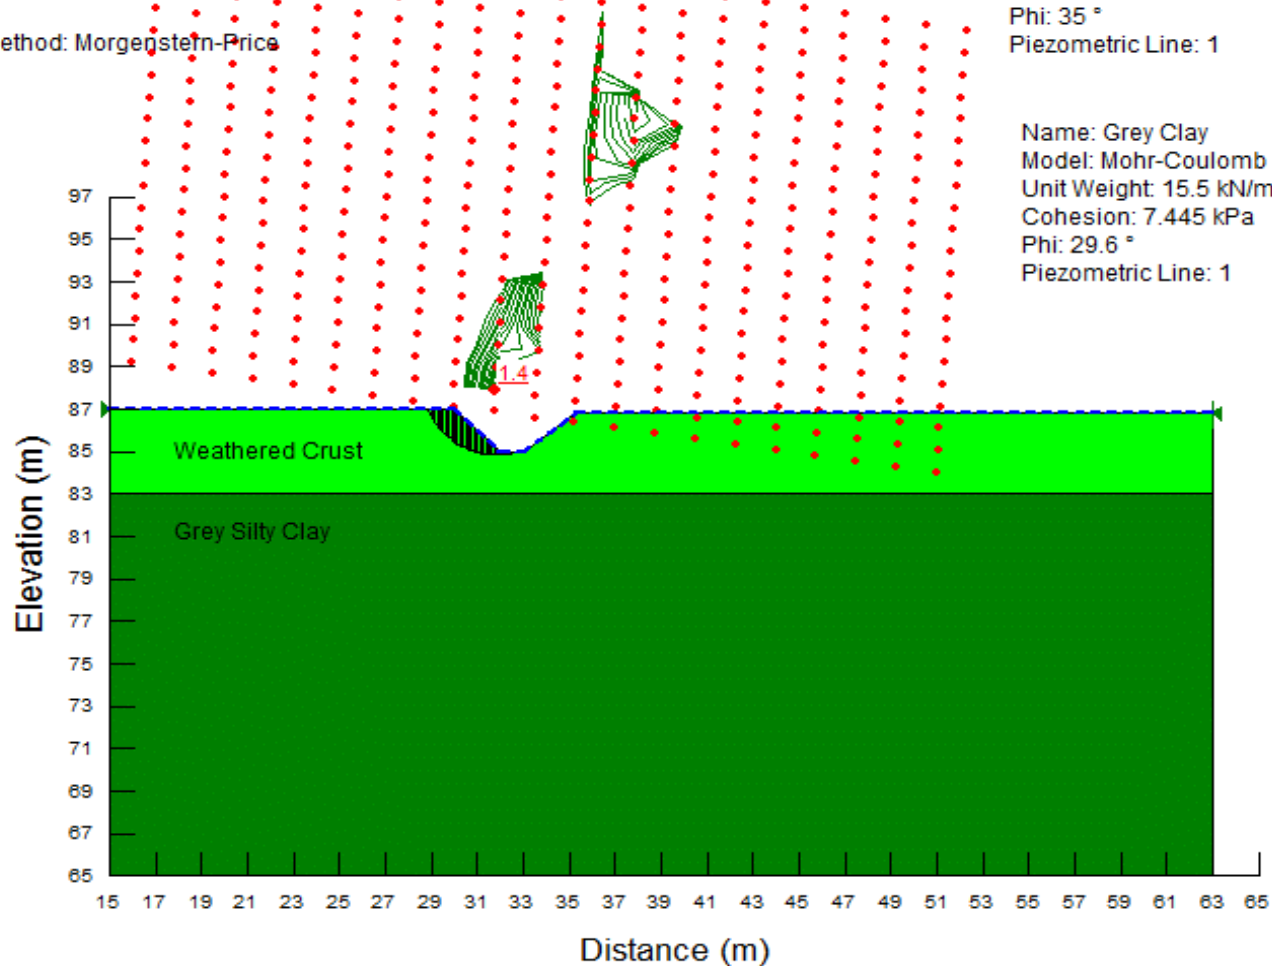 Phi: 35 °
Piezometric Line: 1
ethod: Morgenstern-Price
Name: Grey Clay
Model: Mohr-Coulomb
Unit Weight: 15.5 kN/m
Cohesion: 7.445 kPa
Phi: 29.6 °
Piezometric Line: 1
97
95
93
91
89
1.4
87
85
Weathered Crust
83
81
Grey Silty Clay
79
77
75
73
71
69
67
65
Elevation (m)
15 17 19 21 23 25 27 29 31 33 35 37 39 41 43 45 47 49 51 53 55 57 59 61 63 65
Distance (m)